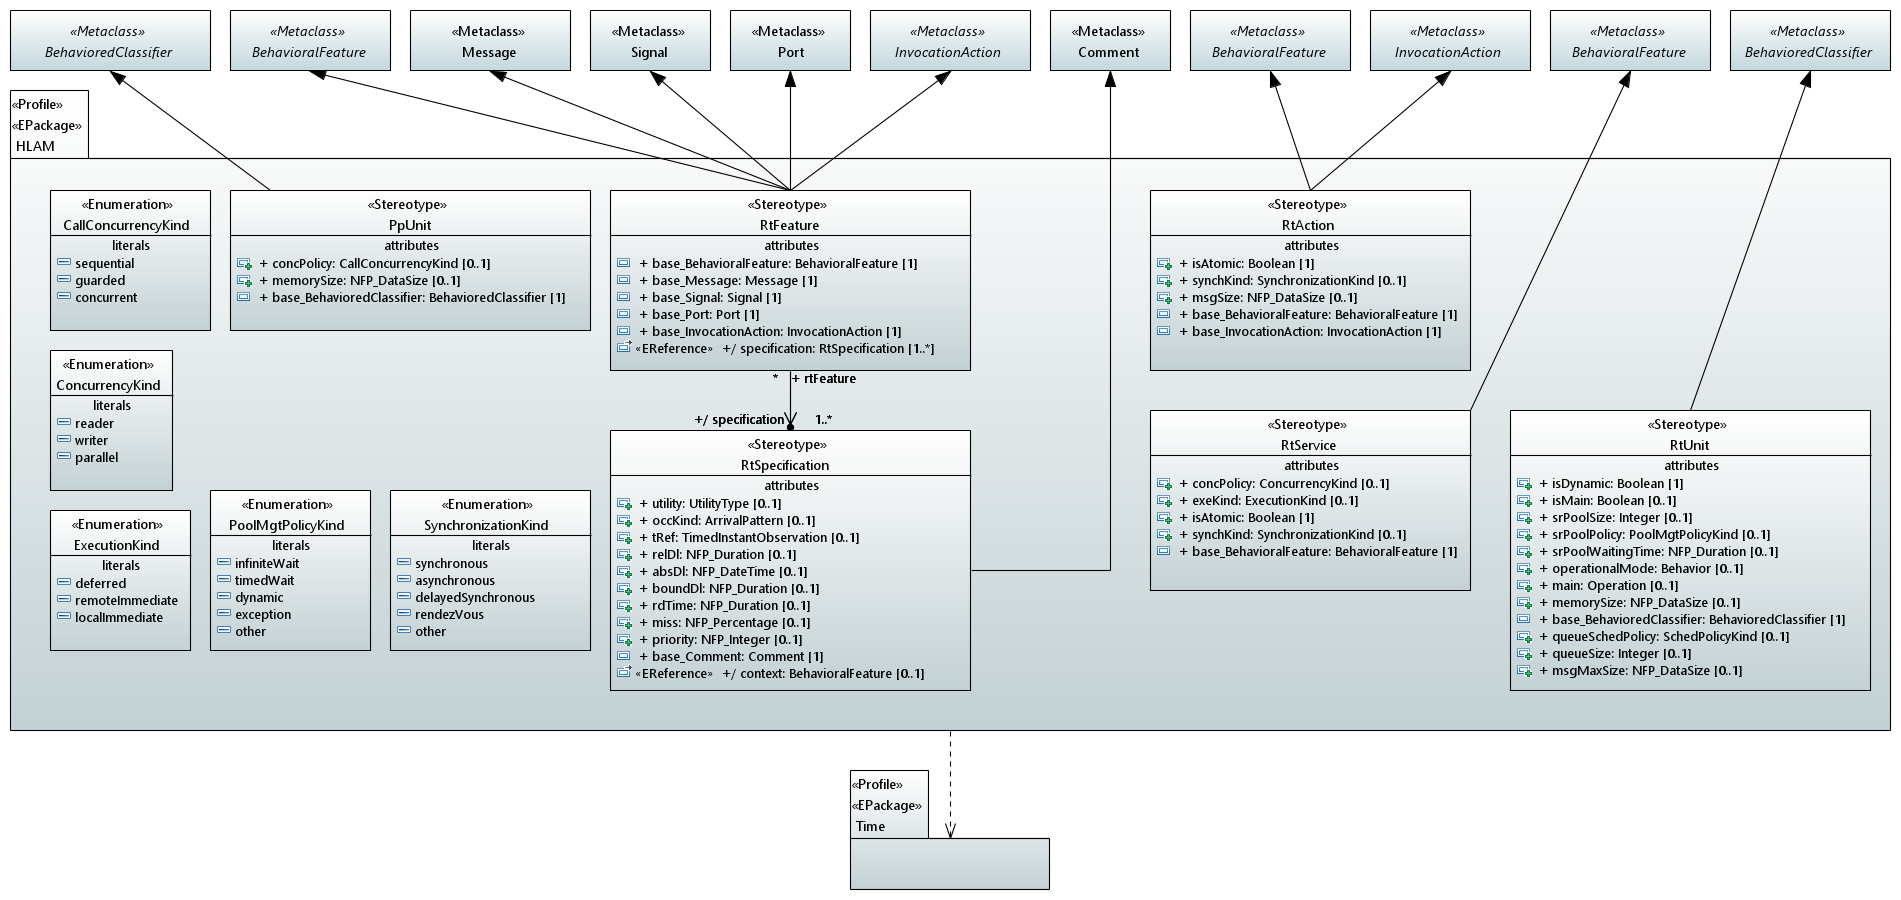 «Metaclass»
BehavioredClassifier
«Metaclass»
BehavioralFeature
«Metaclass»
Message
«Metaclass»
Signal
«Metaclass»
Port
«Metaclass»
InvocationAction
«Metaclass»
Comment
«Metaclass»
BehavioralFeature
«Metaclass»
InvocationAction
«Metaclass»
BehavioralFeature
«Metaclass»
BehavioredClassifier
«Profile»
«EPackage»
HLAM
«Enumeration»
CallConcurrencyKind
literals
sequential
guarded
concurrent
«Stereotype»
PpUnit
attributes
+ concPolicy: CallConcurrencyKind [0..1]
+ memorySize: NFP_DataSize [0..1]
+ base_BehavioredClassifier: BehavioredClassifier [1]
«Stereotype»
RtFeature
attributes
+ base_BehavioralFeature: BehavioralFeature [1]
+ base_Message: Message [1]
+ base_Signal: Signal [1]
+ base_Port: Port [1]
+ base_InvocationAction: InvocationAction [1]
«EReference» +/ specification: RtSpecification [1..*]
«Stereotype»
RtAction
attributes
+ isAtomic: Boolean [1]
+ synchKind: SynchronizationKind [0..1]
+ msgSize: NFP_DataSize [0..1]
+ base_BehavioralFeature: BehavioralFeature [1]
+ base_InvocationAction: InvocationAction [1]
«Enumeration»
ConcurrencyKind
literals
reader
writer
parallel
* + rtFeature
+/ specification 1..*
«Stereotype»
RtSpecification
attributes
+ utility: UtilityType [0..1]
+ occKind: ArrivalPattern [0..1]
+ tRef: TimedInstantObservation [0..1]
+ relDl: NFP_Duration [0..1]
+ absDl: NFP_DateTime [0..1]
+ boundDl: NFP_Duration [0..1]
+ rdTime: NFP_Duration [0..1]
+ miss: NFP_Percentage [0..1]
+ priority: NFP_Integer [0..1]
+ base_Comment: Comment [1]
«EReference» +/ context: BehavioralFeature [0..1]
«Stereotype»
RtService
attributes
+ concPolicy: ConcurrencyKind [0..1]
+ exeKind: ExecutionKind [0..1]
+ isAtomic: Boolean [1]
+ synchKind: SynchronizationKind [0..1]
+ base_BehavioralFeature: BehavioralFeature [1]
«Stereotype»
RtUnit
attributes
+ isDynamic: Boolean [1]
+ isMain: Boolean [0..1]
+ srPoolSize: Integer [0..1]
+ srPoolPolicy: PoolMgtPolicyKind [0..1]
+ srPoolWaitingTime: NFP_Duration [0..1]
+ operationalMode: Behavior [0..1]
+ main: Operation [0..1]
+ memorySize: NFP_DataSize [0..1]
+ base_BehavioredClassifier: BehavioredClassifier [1]
+ queueSchedPolicy: SchedPolicyKind [0..1]
+ queueSize: Integer [0..1]
+ msgMaxSize: NFP_DataSize [0..1]
«Enumeration»
ExecutionKind
literals
deferred
remoteImmediate
localImmediate
«Enumeration»
PoolMgtPolicyKind
literals
infiniteWait
timedWait
dynamic
exception
other
«Enumeration»
SynchronizationKind
literals
synchronous
asynchronous
delayedSynchronous
rendezVous
other
«Profile»
«EPackage»
Time